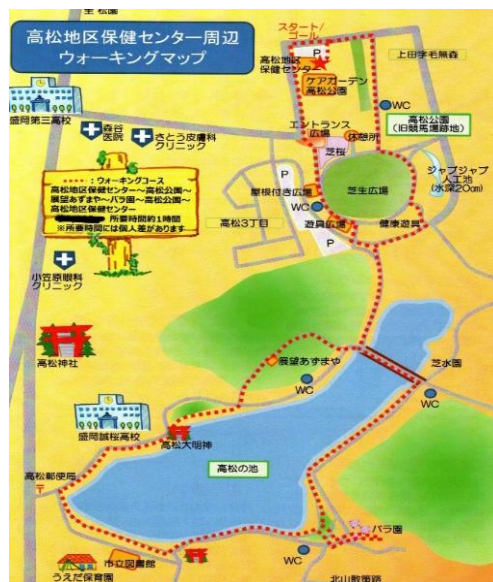 至 松園
高松地区保健センター周辺
ウォーキングマップ
スタート/
ゴール
P
高松地区
保健センター
ケアガーデン
高松公園
上田字毛無森
WC
高松公園
(旧競馬場跡地)
盛岡第三高校
森谷
医院
さとう皮膚科
クリニック
エントランス
広場
休憩所
芝桜
ジャブジャブ
人工池
(水深20cm)
P
芝生広場
屋根付き広場
WC
遊具広場
健康遊具
P
高松3丁目
:ウォーキングコース
高松地区保健センター~高松公園~
展望あずまや~バラ園~高松公園~
高松地区保健センター
所要時間約1時間
※所要時間には個人差があります
小笠原眼科
クリニック
高松神社
展望あずまや
WC
芝水園
WC
盛岡誠桜高校
高松大明神
高松の池
高松郵便局
〒
バラ園
WC
市立図書館
うえだ保育園
北山散策路